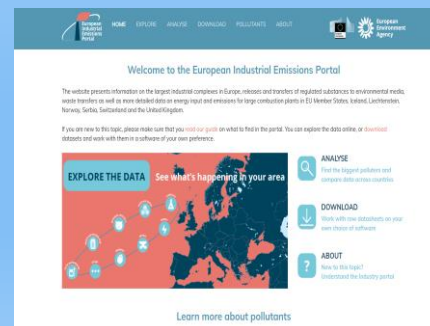 European
Industrial
Emissions
Portal
HOME EXPLORE ANALYSE DOWNLOAD POLLUTANTS ABOUT
European
Environment
Agency
Welcome to the European Industrial Emissions Portal
The website presents information on the largest industrial complexes in Europe, releases and transfers of regulated substances to environmental media,
waste transfers as well as more detailed data on energy input and emissions for large combustion plants in EU Member States, Iceland, Liechtenstein,
Norway, Serbia, Switzerland and the United Kingdom.
If you are new to this topic, please make sure that you visit our guide on what to find in the portal. You can explore the data online, or download
datasets and work with them in a software of your own preference.
EXPLORE THE DATA See what's happening in your area
ANALYSE
Find the biggest polluters and
compare data across countries
DOWNLOAD
Work with raw datasheets on your
own choice of software
?
ABOUT
New to this topic?
Understand the Industry portal
Learn more about pollutants